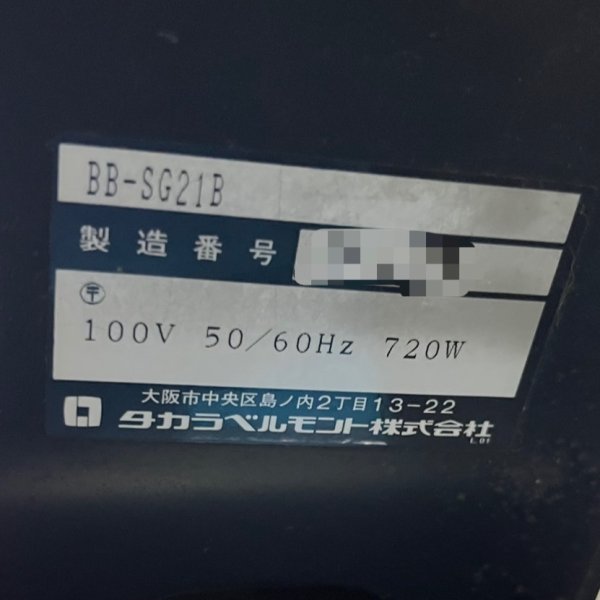 BB-SG21B
製造番号
〒
100V 50/60Hz 720W
大阪市中央区島ノ内2丁目13-22
タカラベルモント株式会社
L.01